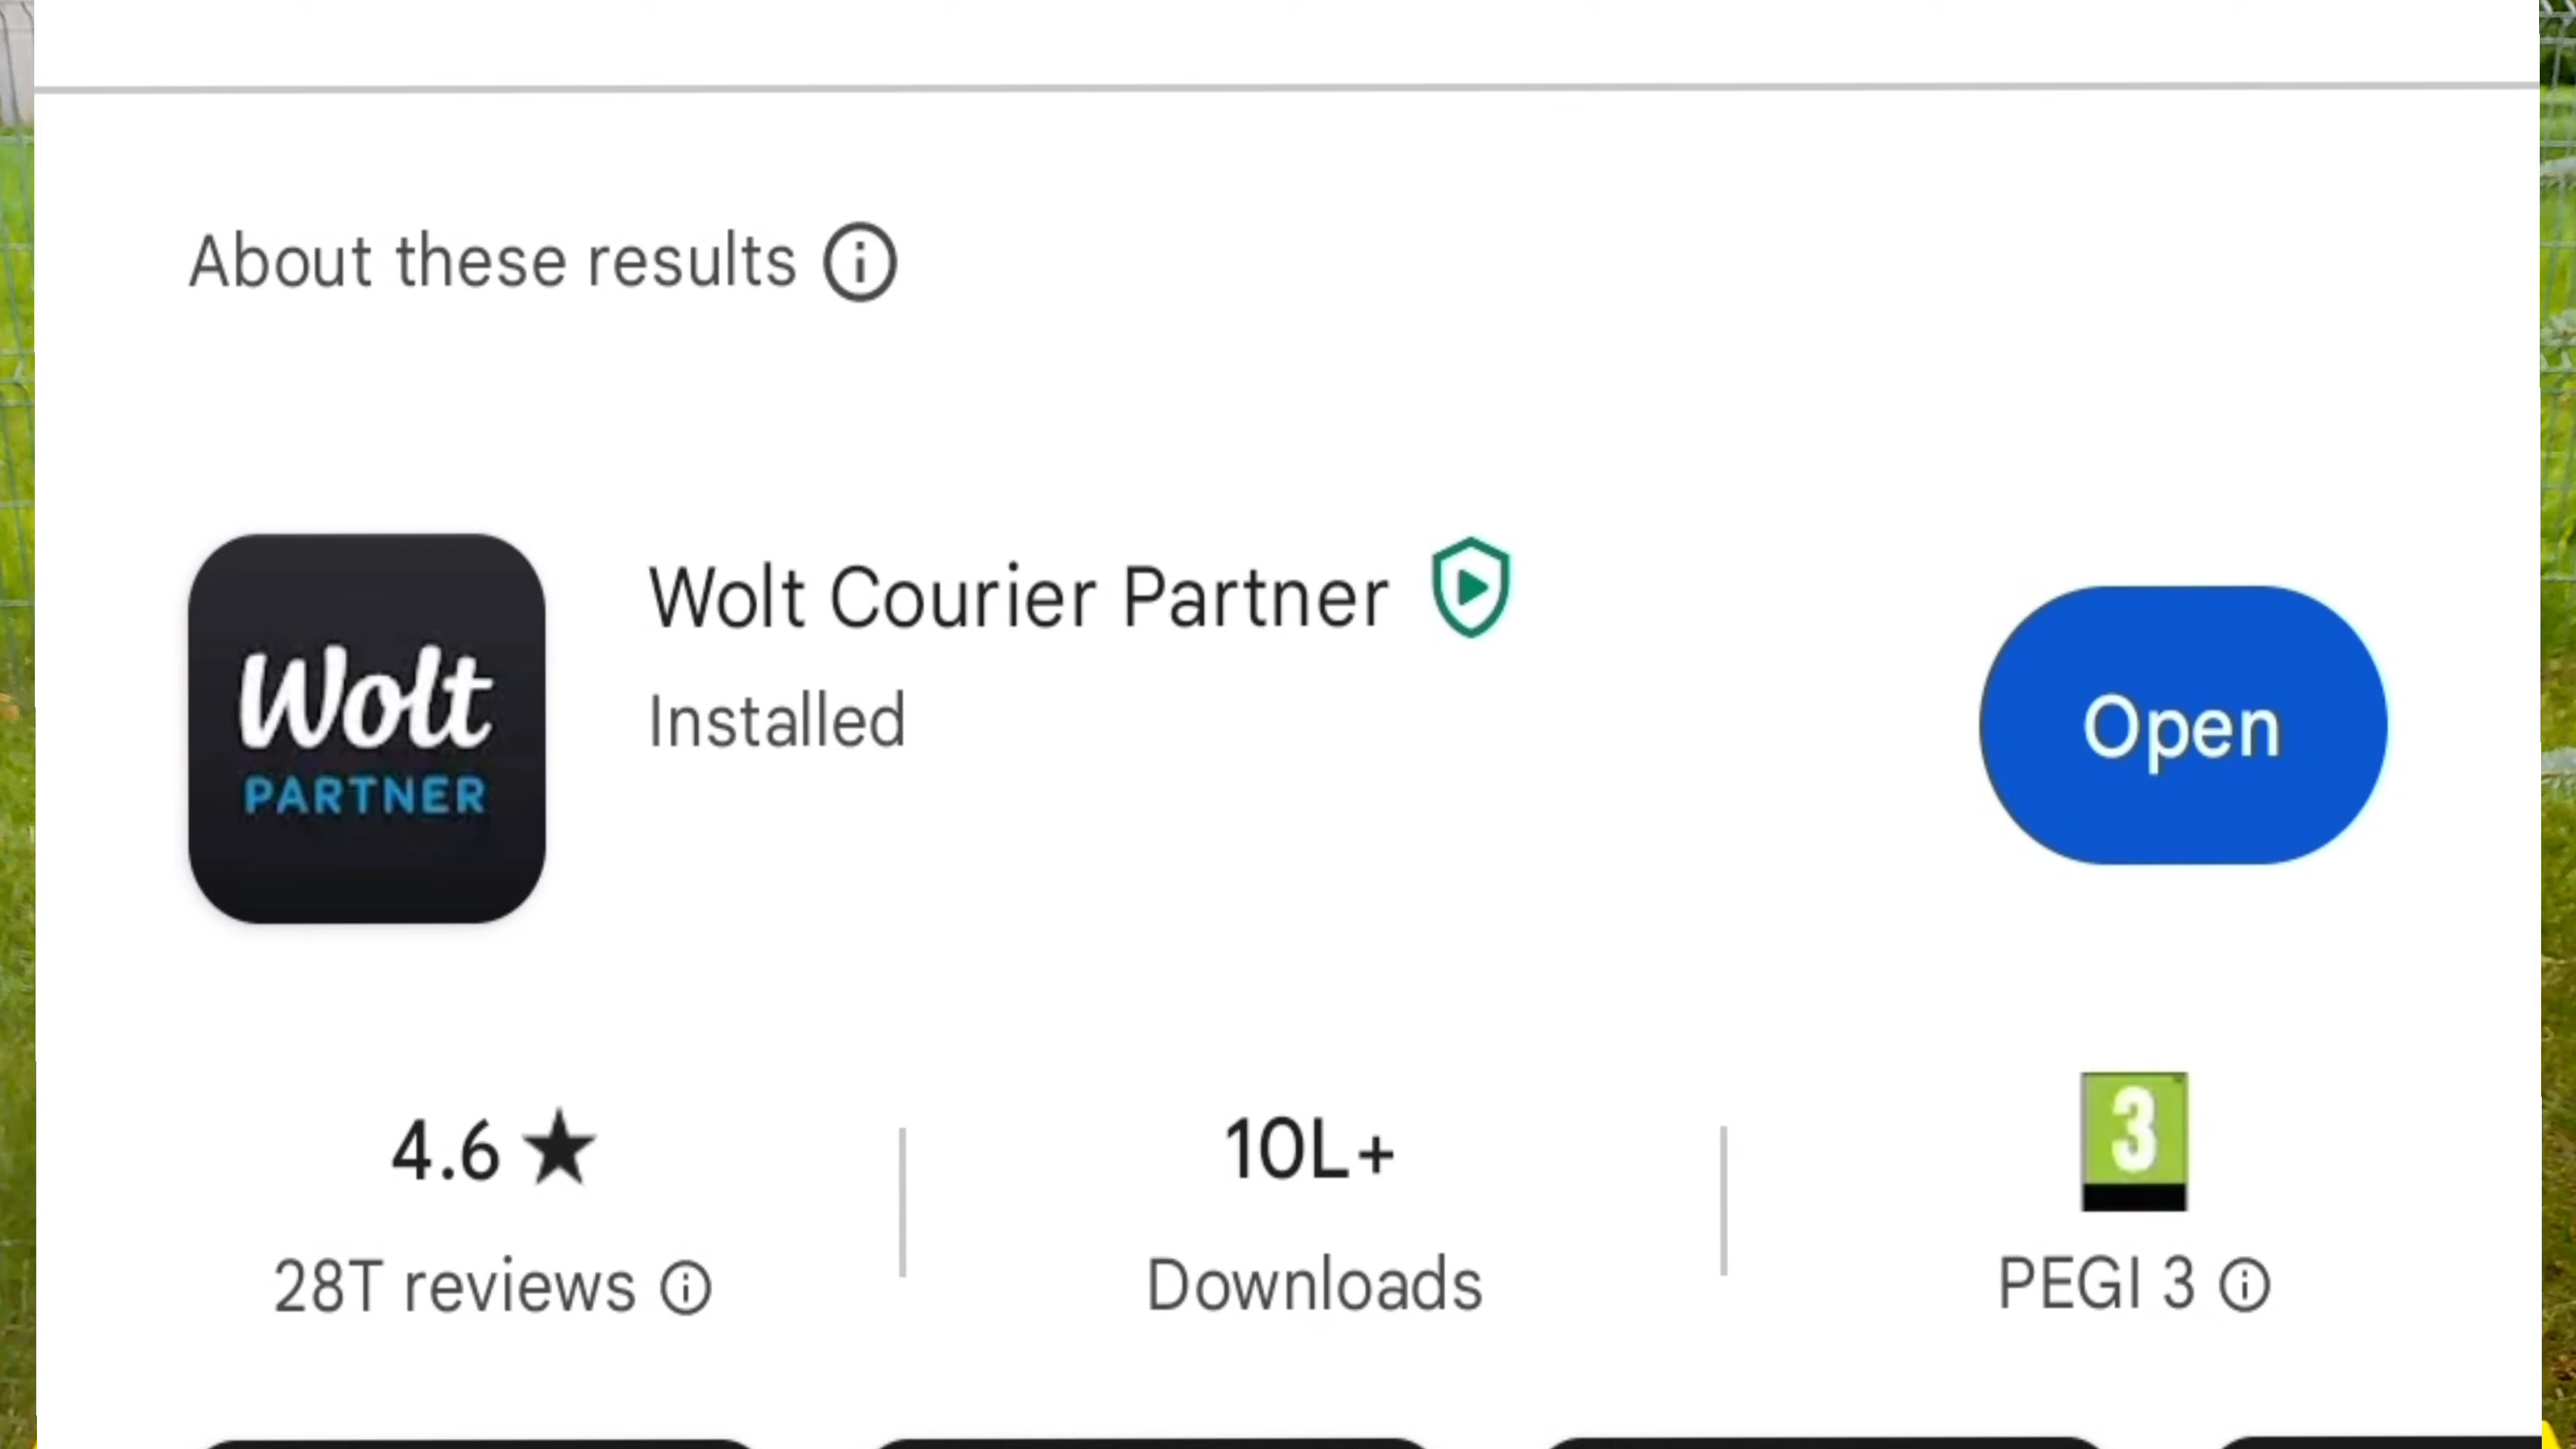 About these results
Wolt Courier Partner
Installed
Wolt
PARTNER
Open
4.6 ★
28T reviews
10L+
Downloads
3
PEGI 3